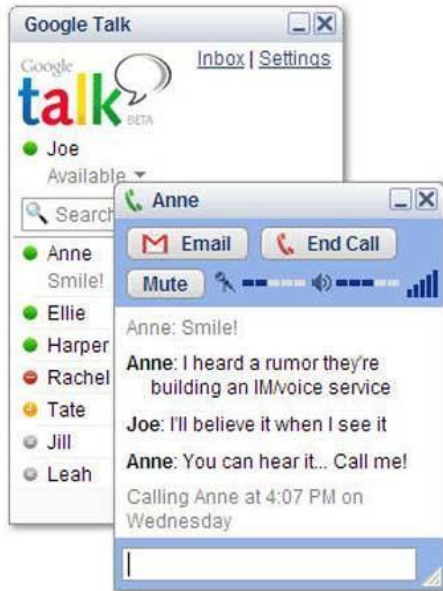 Google Talk
Inbox | Settings
Google
talk
BETA
Joe
Available
Search
Anne
Smile!
Ellie
Harper
Rachel
Tate
Jill
Leah
Anne
Email
End Call
Mute
Anne: Smile!
Anne: I heard a rumor they're
building an IM/voice service
Joe: I'll believe it when I see it
Anne: You can hear it... Call me!
Calling Anne at 4:07 PM on
Wednesday